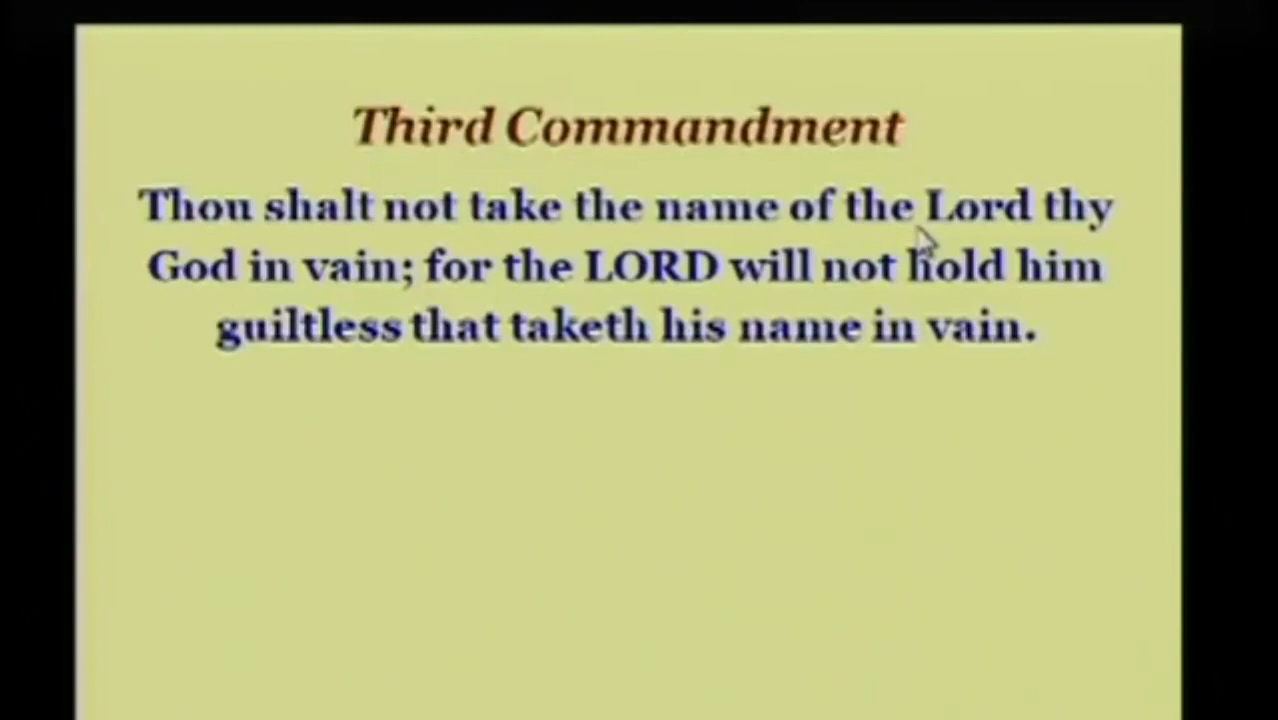 Third Commandment
Thou shalt not take the name of the Lord thy
God in vain; for the LORD will not hold him
guiltless that taketh his name in vain.